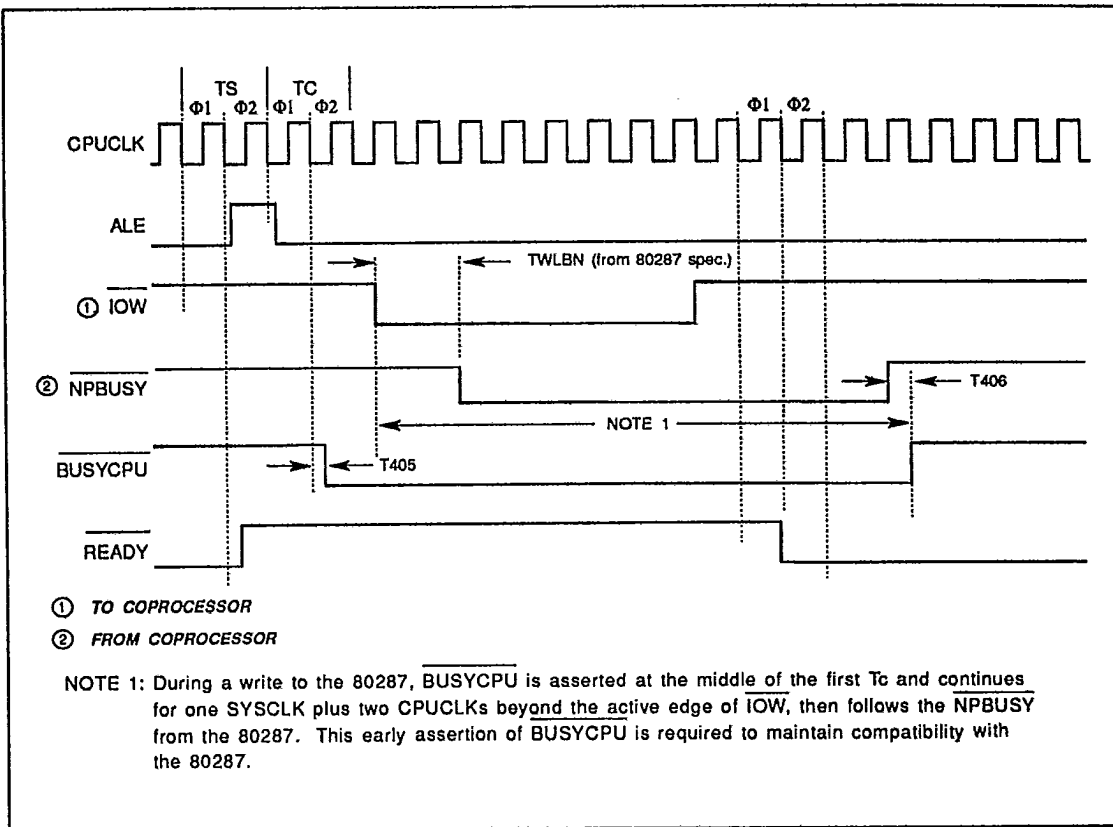 TS TC
Φ1 Φ2 Φ1 Φ2 Φ1 Φ2
CPUCLK
ALE
TWLBN (from 80287 spec.)
① IOW
② NPBUSY
T406
NOTE 1
BUSYCPU
T405
READY
① TO COPROCESSOR
② FROM COPROCESSOR
NOTE 1: During a write to the 80287, BUSYCPU is asserted at the middle of the first Tc and continues
for one SYSCLK plus two CPUCLKs beyond the active edge of IOW, then follows the NPBUSY
from the 80287. This early assertion of BUSYCPU is required to maintain compatibility with
the 80287.